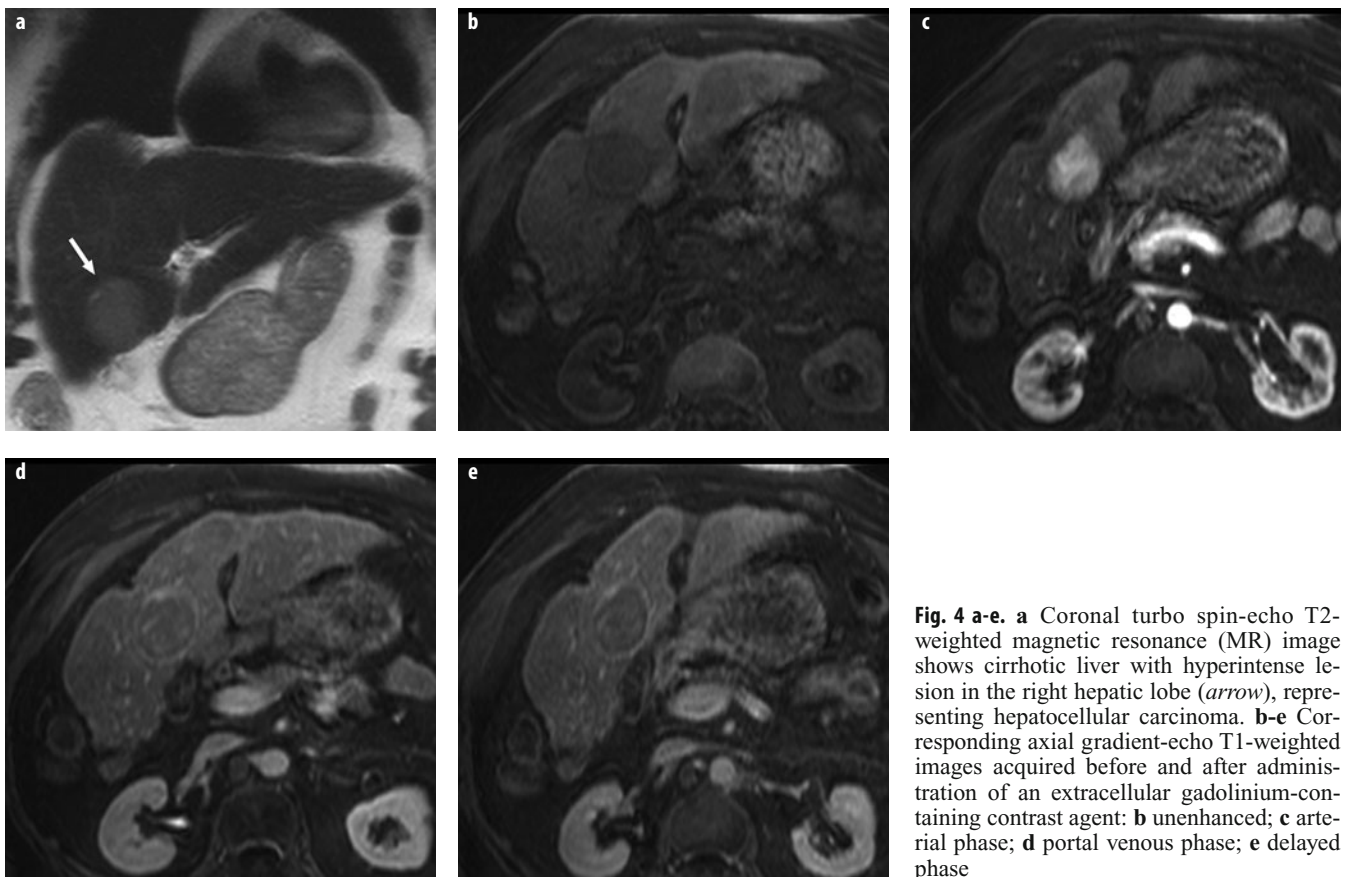 a
b
c
d
e
Fig. 4 a-e. a Coronal turbo spin-echo T2-
weighted magnetic resonance (MR) image
shows cirrhotic liver with hyperintense le-
sion in the right hepatic lobe (arrow), repre-
senting hepatocellular carcinoma. b-e Cor-
responding axial gradient-echo T1-weighted
images acquired before and after adminis-
tration of an extracellular gadolinium-con-
taining contrast agent: b unenhanced; c arte-
rial phase; d portal venous phase; e delayed
phase